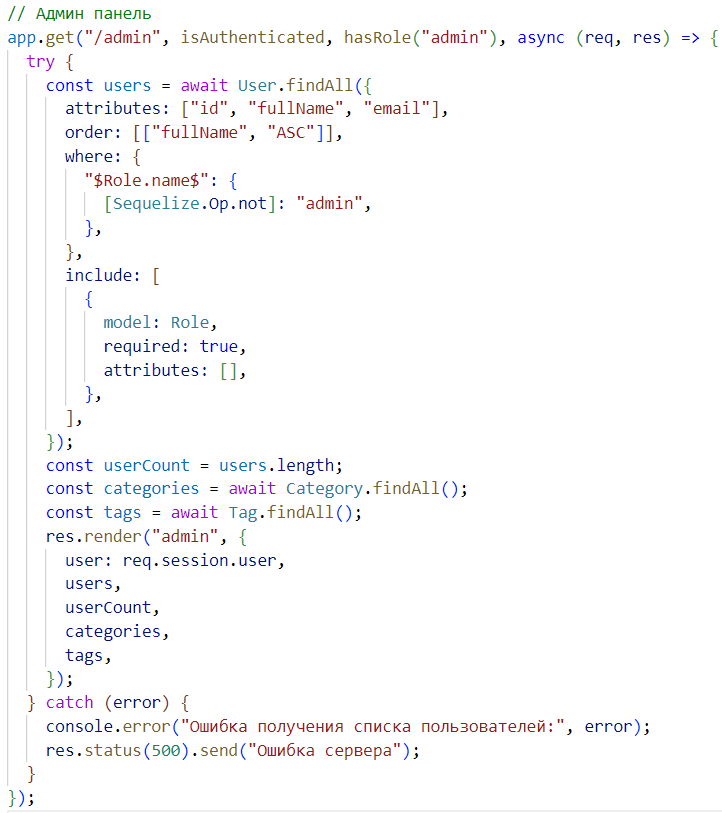 // Админ панель
app.get("/admin", isAuthenticated, hasRole("admin"), async (req, res) => {
  try {
    const users = await User.findAll({
      attributes: ["id", "fullName", "email"],
      order: [["fullName", "ASC"]],
      where: {
        "$Role.name$": {
          [Sequelize.Op.not]: "admin",
        },
      },
      include: [
        {
          model: Role,
          required: true,
          attributes: [],
        },
      ],
    });
    const userCount = users.length;
    const categories = await Category.findAll();
    const tags = await Tag.findAll();
    res.render("admin", {
      user: req.session.user,
      users,
      userCount,
      categories,
      tags,
    });
  } catch (error) {
    console.error("Ошибка получения списка пользователей:", error);
    res.status(500).send("Ошибка сервера");
  }
});